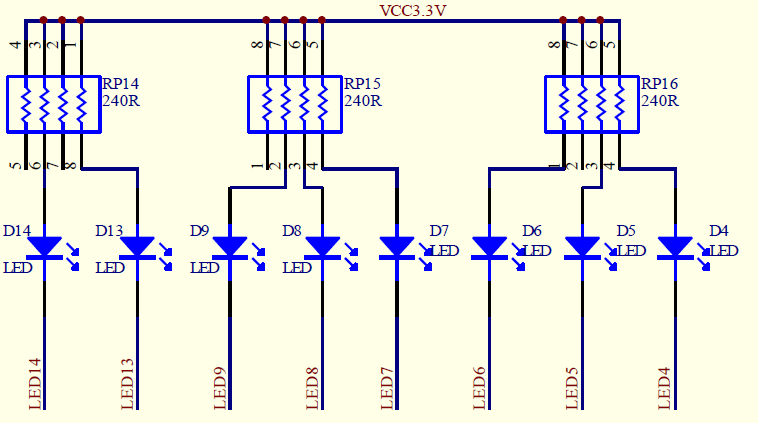 VCC3.3V
4 3 2 1
8 7 6 5
8 7 6 5
RP14
240R
RP15
240R
RP16
240R
5 6 7 8
1 2 3 4
1 2 3 4
D14
LED
D13
LED
D9
LED
D8
LED
D7
LED
D6
LED
D5
LED
D4
LED
LED14
LED13
LED9
LED8
LED7
LED6
LED5
LED4